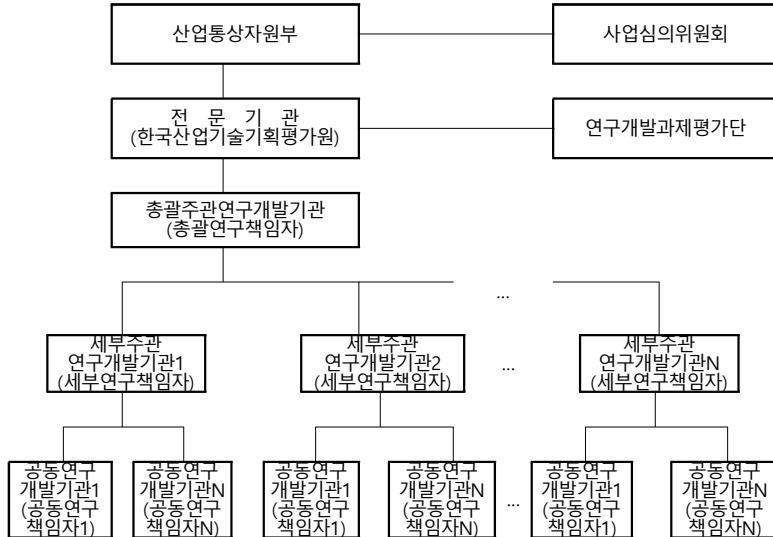 산업통상자원부
사업심의위원회
전 문 기 관
(한국산업기술기획평가원)
연구개발과제평가단
총괄주관연구개발기관
(총괄연구책임자)
...
세부주관
연구개발기관1
(세부연구책임자)
세부주관
연구개발기관2
(세부연구책임자)
...
세부주관
연구개발기관N
(세부연구책임자)
공동연구
개발기관1
(공동연구
책임자1)
공동연구
개발기관N
(공동연구
책임자N)
공동연구
개발기관1
(공동연구
책임자1)
공동연구
개발기관N
(공동연구
책임자N)
...
공동연구
개발기관1
(공동연구
책임자1)
공동연구
개발기관N
(공동연구
책임자N)